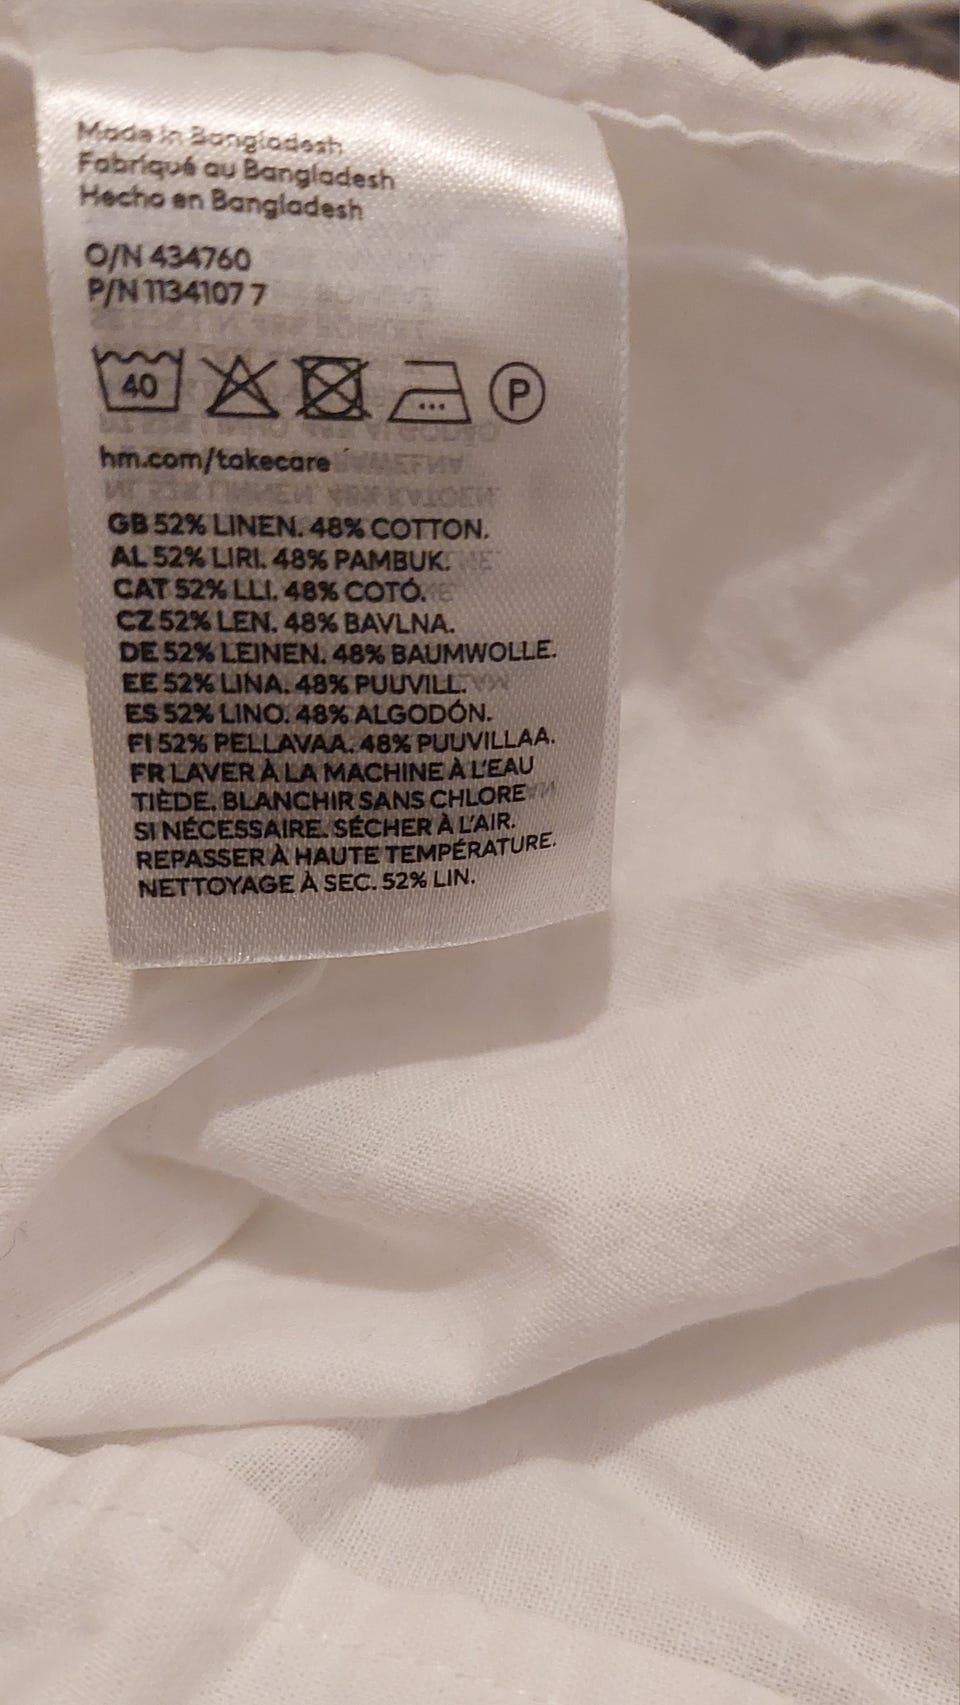 Made in Bangladesh
Fabriqué au Bangladesh
Hecho en Bangladesh
O/N 434760
P/N 1134107 7
40
P
hm.com/takecare
GB 52% LINEN. 48% COTTON.
AL 52% LIRI. 48% PAMBUK.
CAT 52% LLI. 48% COTÓ.
CZ 52% LEN. 48% BAVLNA.
DE 52% LEINEN. 48% BAUMWOLLE.
EE 52% LINA. 48% PUUVILL.
ES 52% LINO. 48% ALGODÓN.
FI 52% PELLAVAA. 48% PUUVILLAA.
FR LAVER À LA MACHINE À L'EAU
TIÈDE. BLANCHIR SANS CHLORE
SI NÉCESSAIRE. SÉCHER À L'AIR.
REPASSER À HAUTE TEMPÉRATURE.
NETTOYAGE À SEC. 52% LIN.